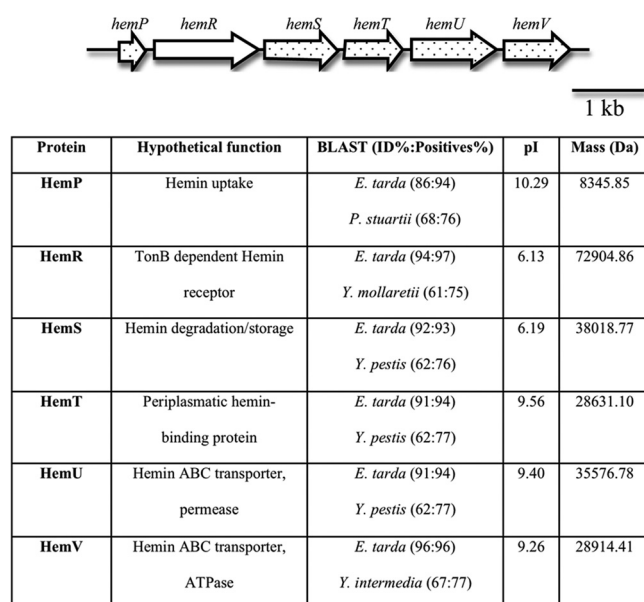 hemP hemR hemS hemT hemU hemV
1 kb
Protein Hypothetical function BLAST (ID%:Positives%) pI Mass (Da)
HemP Hemin uptake E. tarda (86:94) 10.29 8345.85
P. stuartii (68:76)
HemR TonB dependent Hemin E. tarda (94:97) 6.13 72904.86
receptor Y. mollaretii (61:75)
HemS Hemin degradation/storage E. tarda (92:93) 6.19 38018.77
Y. pestis (62:76)
HemT Periplasmatic hemin- E. tarda (91:94) 9.56 28631.10
binding protein Y. pestis (62:77)
HemU Hemin ABC transporter, E. tarda (91:94) 9.40 35576.78
permease Y. pestis (62:77)
HemV Hemin ABC transporter, E. tarda (96:96) 9.26 28914.41
ATPase Y. intermedia (67:77)